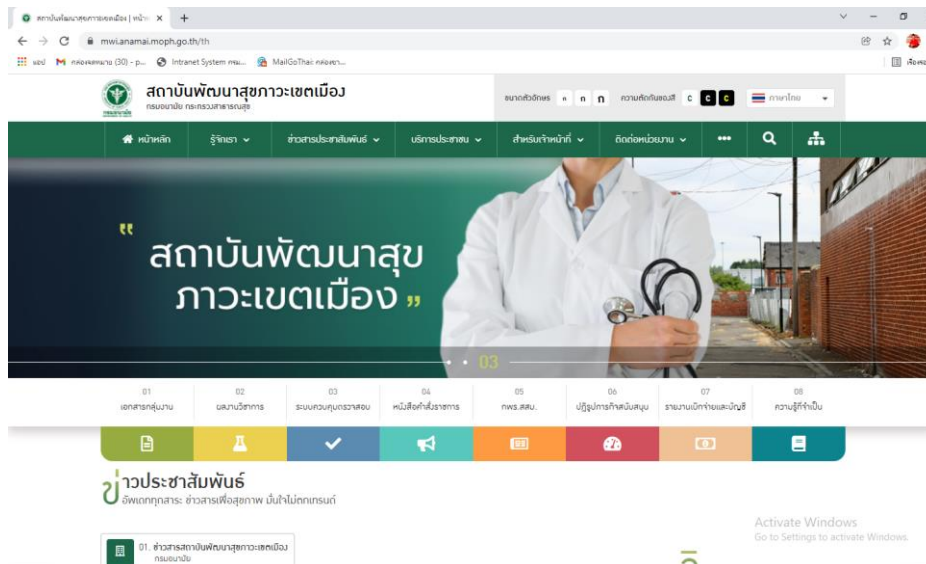 สถาบันพัฒนาสุขภาวะเขตเมือง | หน้า
mwi.anamai.moph.go.th/th
แอป
Intranet System กรม...
MailGoThai: กล่องขา...
สถาบันพัฒนาสุขภาวะเขตเมือง
กรมอนามัย กระทรวงสาธารณสุข
ขนาดตัวอักษร ก ก ก ความตัดกันของสี C C C ภาษาไทย
หน้าหลัก รู้จักเรา ข่าวสารประชาสัมพันธ์ บริการประชาชน สำหรับเจ้าหน้าที่ ติดต่อหน่วยงาน
"
สถาบันพัฒนาสุข
ภาวะเขตเมือง "
03
01 02 03 04 05 06 07 08
เอกสารกลุ่มงาน ผลงานวิชาการ ระบบควบคุมตรวจสอบ หนังสือคำสั่งราชการ กพร.สสม. ปฏิรูปภารกิจสนับสนุน รายงานเบิกจ่ายและบัญชี ความรู้ที่จำเป็น
ข่าวประชาสัมพันธ์
อัพเดททุกสาระ ข่าวสารเพื่อสุขภาพ มั่นใจไม่ตกเทรนด์
01. ข่าวสารสถาบันพัฒนาสุขภาวะเขตเมือง
กรมอนามัย
Activate Windows
Go to Settings to activate Windows.